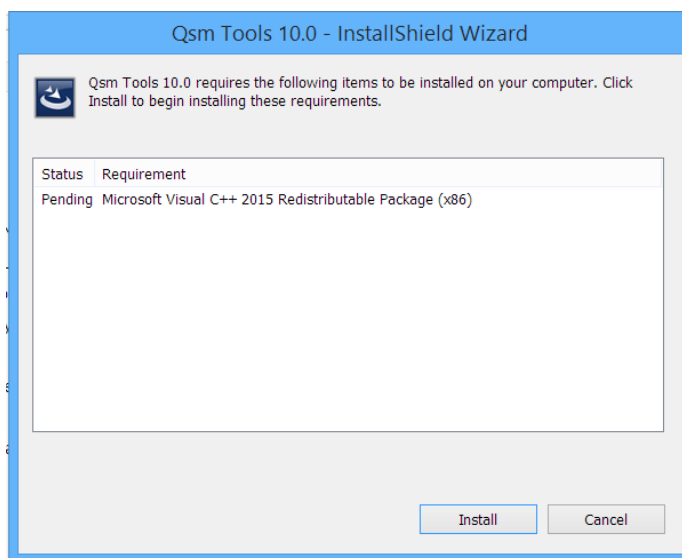 Qsm Tools 10.0 - InstallShield Wizard
Qsm Tools 10.0 requires the following items to be installed on your computer. Click
Install to begin installing these requirements.
Status Requirement
Pending Microsoft Visual C++ 2015 Redistributable Package (x86)
Install Cancel